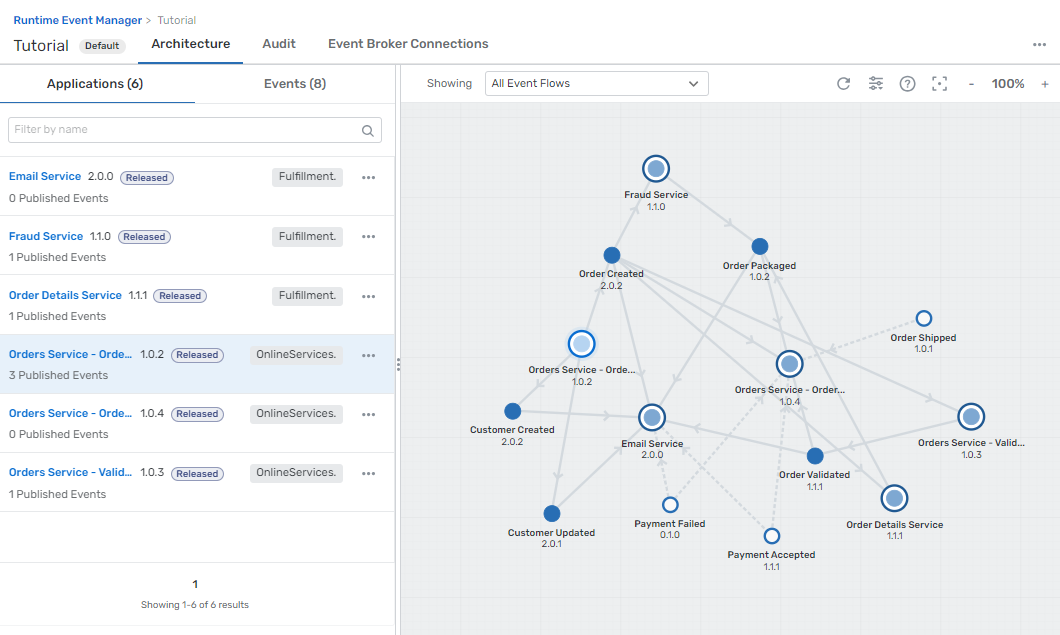 Runtime Event Manager > Tutorial
Tutorial Default Architecture Audit Event Broker Connections
Applications (6) Events (8)
Filter by name
Email Service 2.0.0 Released Fulfillment.
0 Published Events
Fraud Service 1.1.0 Released Fulfillment.
1 Published Events
Order Details Service 1.1.1 Released Fulfillment.
1 Published Events
Orders Service - Orde... 1.0.2 Released OnlineServices.
3 Published Events
Orders Service - Orde... 1.0.4 Released OnlineServices.
0 Published Events
Orders Service - Valid... 1.0.3 Released OnlineServices.
1 Published Events
1
Showing 1-6 of 6 results
Showing All Event Flows - 100% +
Fraud Service
1.1.0
Order Packaged
1.0.2
Order Created
2.0.2
Order Shipped
1.0.1
Orders Service - Orde...
1.0.2
Orders Service - Order...
1.0.4
Customer Created
2.0.2
Email Service
2.0.0
Orders Service - Valid...
1.0.3
Order Validated
1.1.1
Payment Failed
0.1.0
Order Details Service
1.1.1
Customer Updated
2.0.1
Payment Accepted
1.1.1